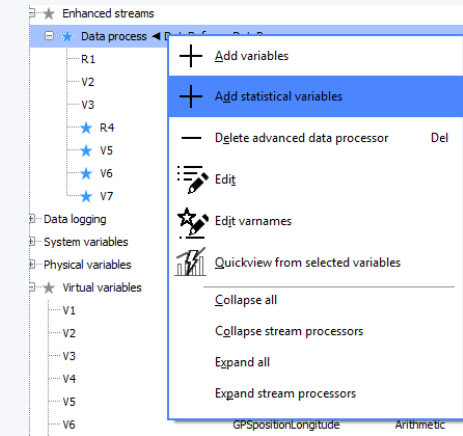 Enhanced streams
Data process
R1
V2
V3
R4
V5
V6
V7
Data logging
System variables
Physical variables
Virtual variables
V1
V2
V3
V4
V5
V6 GPSpositionLongitude Arithmetic
Add variables
Add statistical variables
Delete advanced data processor Del
Edit
Edit varnames
Quickview from selected variables
Collapse all
Collapse stream processors
Expand all
Expand stream processors